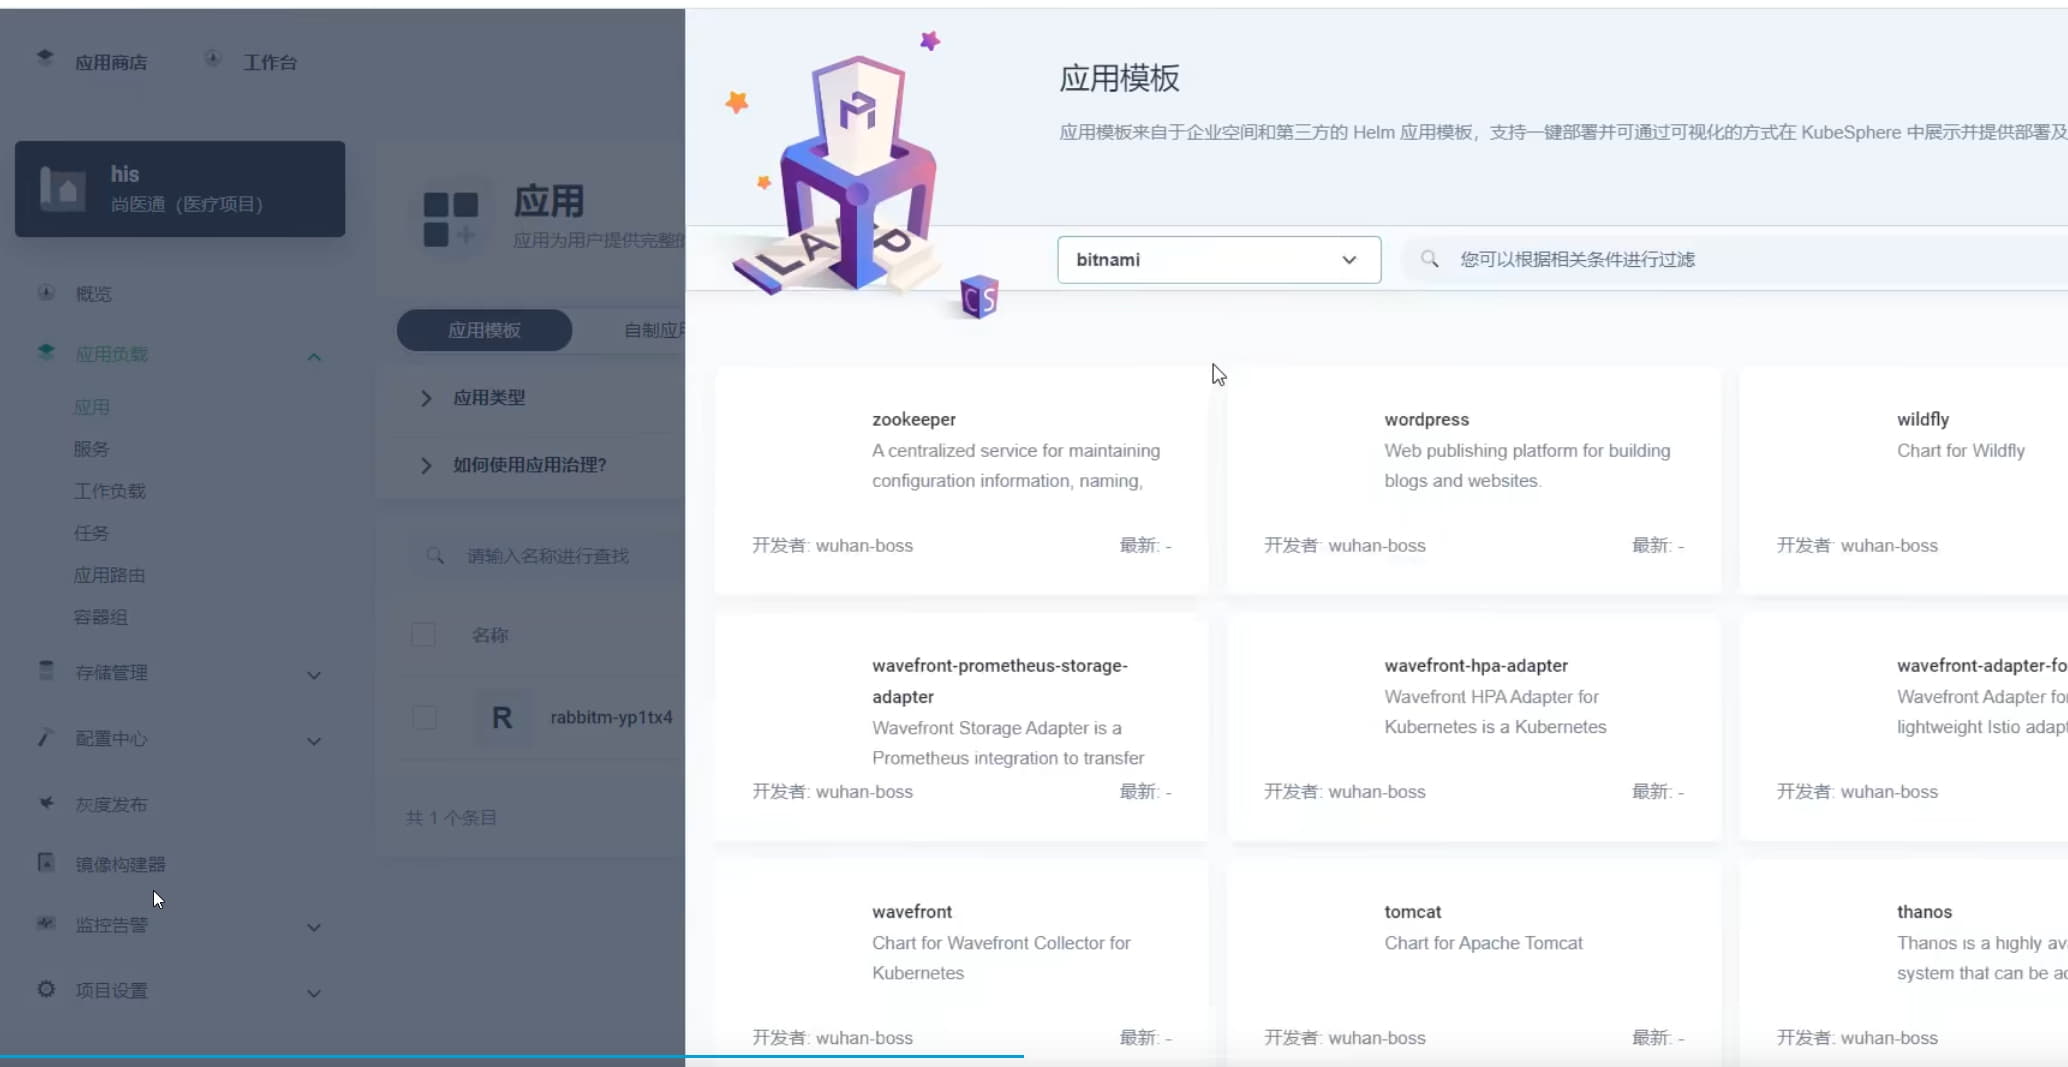 应用商店
工作台
his
尚医通（医疗项目）
概览
应用负载
应用
服务
工作负载
任务
应用路由
容器组
存储管理
配置中心
灰度发布
镜像构建器
监控告警
项目设置
应用
应用为用户提供完整的
应用模板
自制应用
应用类型
如何使用应用治理?
请输入名称进行查找
名称
R
rabbitm-yp1tx4
共 1 个条目
LAPP
CS
应用模板
应用模板来自于企业空间和第三方的 Helm 应用模板，支持一键部署并可通过可视化的方式在 KubeSphere 中展示并提供部署及
bitnami
您可以根据相关条件进行过滤
zookeeper
A centralized service for maintaining
configuration information, naming,
开发者: wuhan-boss
最新: -
wordpress
Web publishing platform for building
blogs and websites.
开发者: wuhan-boss
最新: -
wildfly
Chart for Wildfly
开发者: wuhan-boss
wavefront-prometheus-storage-
adapter
Wavefront Storage Adapter is a
Prometheus integration to transfer
开发者: wuhan-boss
最新: -
wavefront-hpa-adapter
Wavefront HPA Adapter for
Kubernetes is a Kubernetes
开发者: wuhan-boss
最新: -
wavefront-adapter-fo
Wavefront Adapter for
lightweight Istio adapt
开发者: wuhan-boss
wavefront
Chart for Wavefront Collector for
Kubernetes
开发者: wuhan-boss
最新: -
tomcat
Chart for Apache Tomcat
开发者: wuhan-boss
最新: -
thanos
Thanos is a highly av
system that can be ad
开发者: wuhan-boss